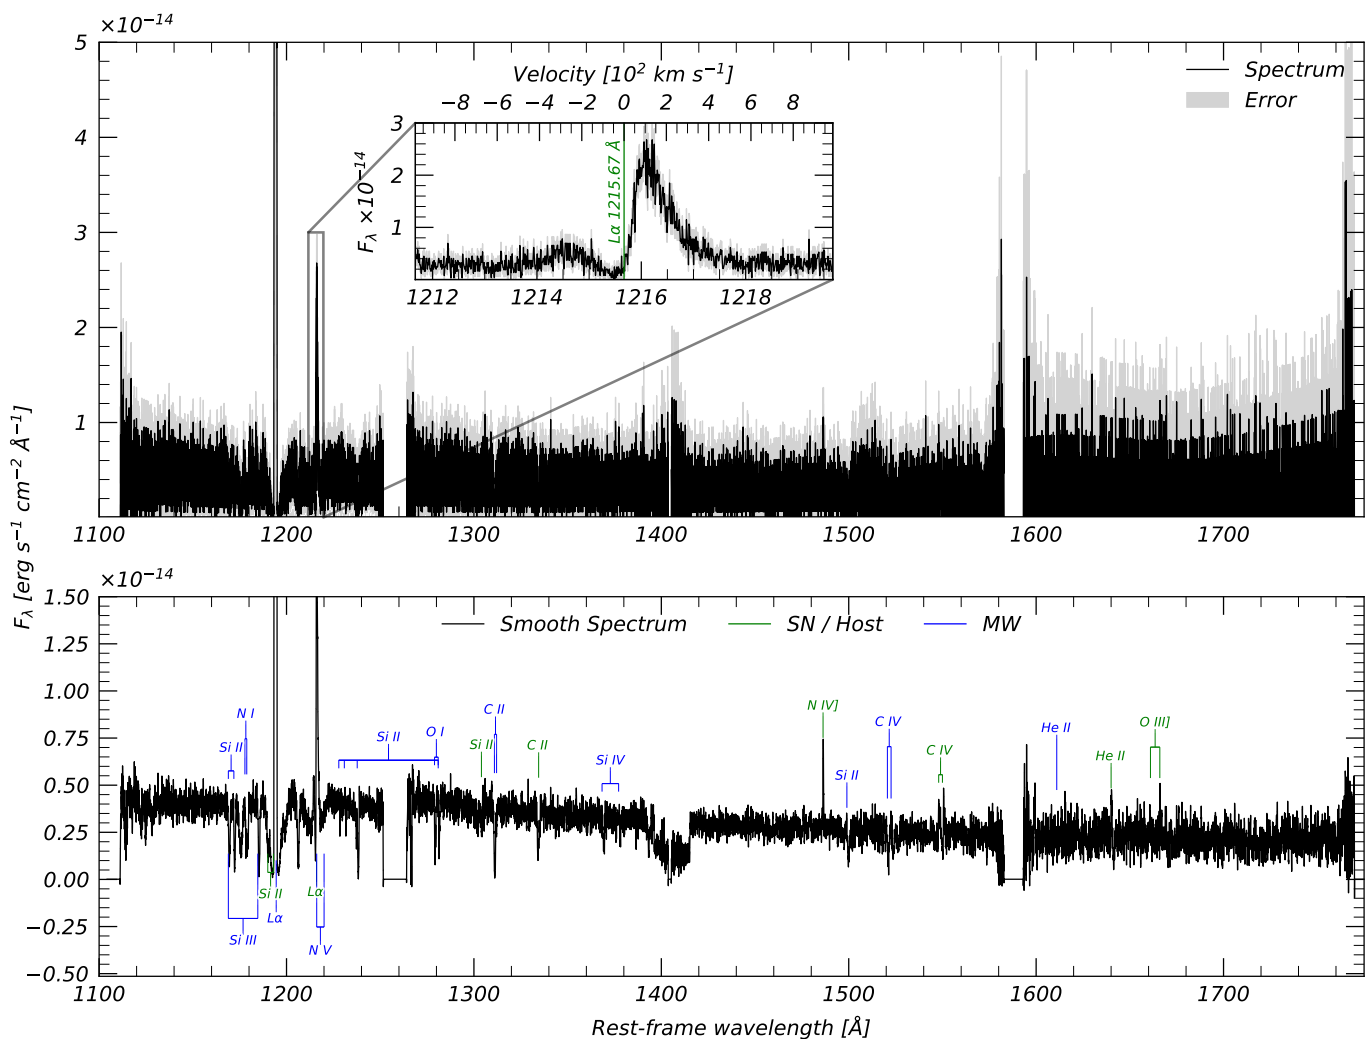 ×10−14
5
4
3
2
1
1100 1200 1300 1400 1500 1600 1700
Spectrum
Error
Velocity [10² km s⁻¹]
−8 −6 −4 −2 0 2 4 6 8
3
2
1
F_λ ×10⁻¹⁴
Lα 1215.67 Å
1212 1214 1216 1218
F_λ [erg s⁻¹ cm⁻² Å⁻¹]
×10−14
1.50
1.25
1.00
0.75
0.50
0.25
0.00
−0.25
−0.50
Smooth Spectrum SN / Host MW
N I
Si II
Si II
O I
C II
Si II
C II
Si IV
N IV]
Si II
C IV
C IV
He II
He II
O III]
Si II
Lα
Lα
Si III
N V
1100 1200 1300 1400 1500 1600 1700
Rest-frame wavelength [Å]